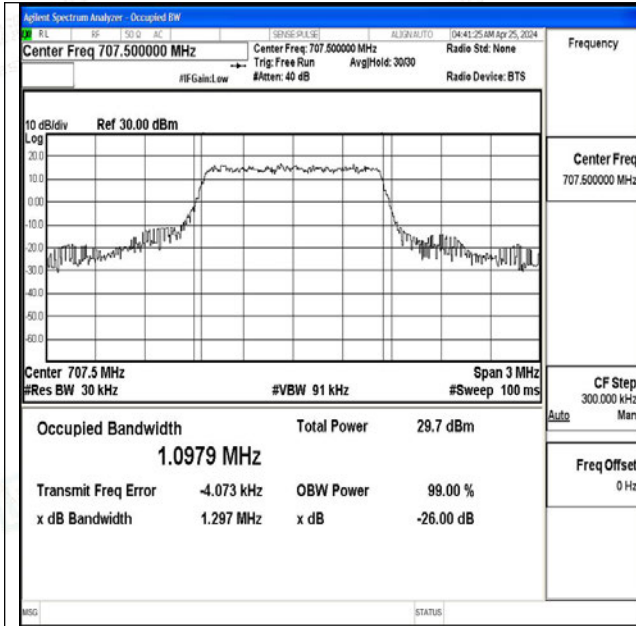 Agilent Spectrum Analyzer - Occupied BW
RL RF 50 Ω AC SENSE:PULSE ALIGN AUTO 04:41:25 AM Apr 25, 2024
Center Freq 707.500000 MHz
Center Freq: 707.500000 MHz
Radio Std: None
Trig: Free Run Avg|Hold: 30/30
#IFGain:Low #Atten: 40 dB Radio Device: BTS
10 dB/div Ref 30.00 dBm
Log
20.0
10.0
0.00
-10.0
-20.0
-30.0
-40.0
-50.0
-60.0
Center 707.5 MHz Span 3 MHz
#Res BW 30 kHz #VBW 91 kHz #Sweep 100 ms
Occupied Bandwidth Total Power 29.7 dBm
1.0979 MHz
Transmit Freq Error -4.073 kHz OBW Power 99.00 %
x dB Bandwidth 1.297 MHz x dB -26.00 dB
MSG STATUS
Frequency
Center Freq
707.500000 MHz
CF Step
300.000 kHz
Auto Man
Freq Offset
0 Hz